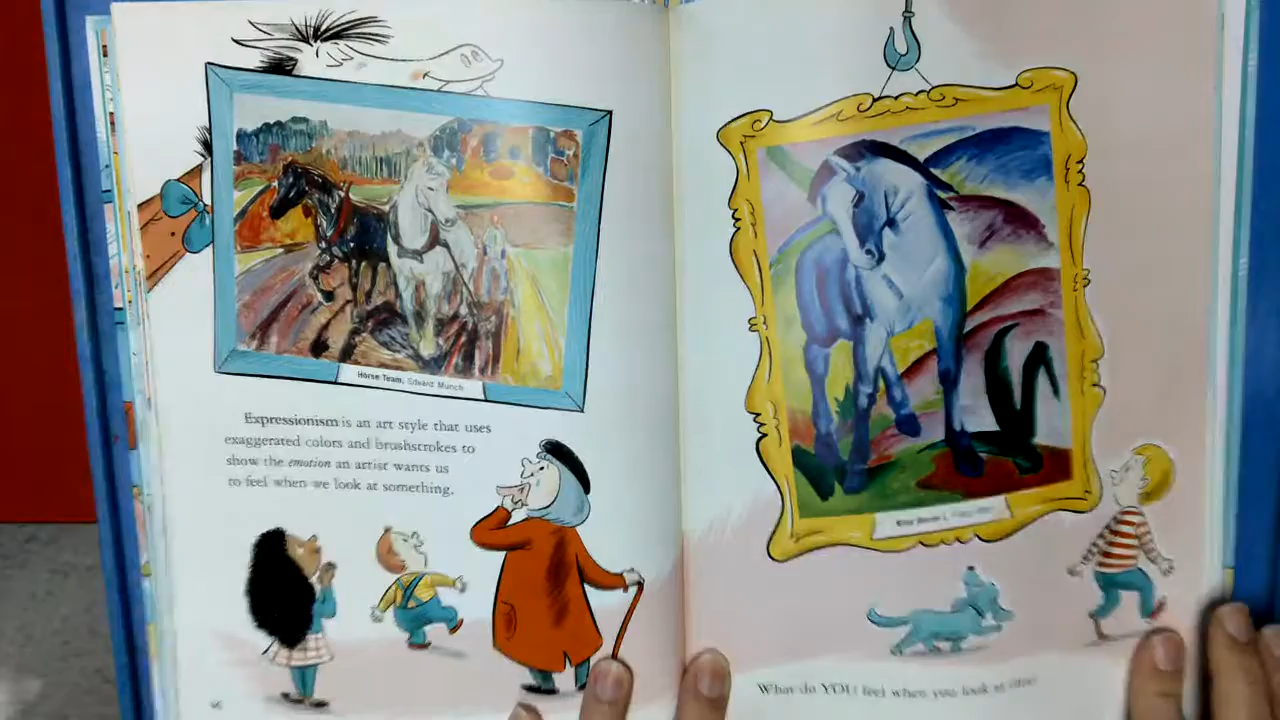 Horse Team, Edvard Munch
Expressionism is an art style that uses
exaggerated colors and brushstrokes to
show the emotion an artist wants us
to feel when we look at something.
What do YOU feel when you look at